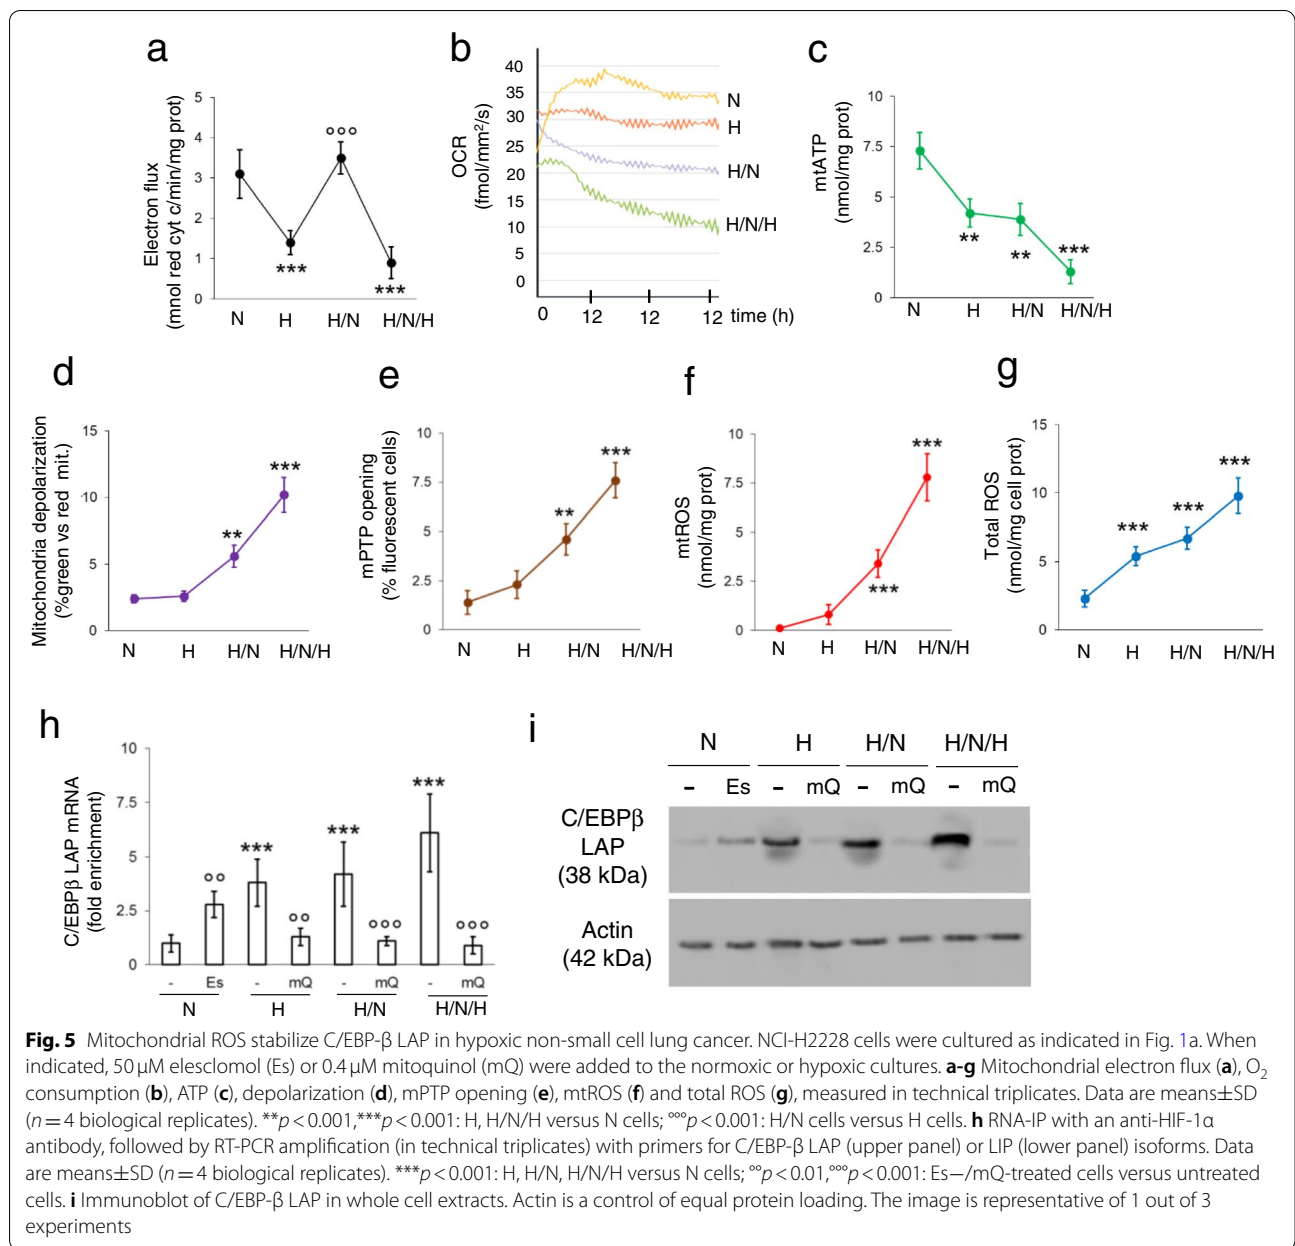 a
Electron flux
(mmol red cyt c/min/mg prot)
5
4
3
2
1
0
°°°
***
***
N H H/N H/N/H
b
OCR
(fmol/mm²/s)
40
35
30
25
20
15
10
5
0
N
H
H/N
H/N/H
0 12 12 12 time (h)
c
mtATP
(nmol/mg prot)
10
7.5
5
2.5
0
**
**
***
N H H/N H/N/H
d
Mitochondria depolarization
(%green vs red mit.)
15
10
5
0
**
***
N H H/N H/N/H
e
mPTP opening
(% fluorescent cells)
10
7.5
5
2.5
0
**
***
N H H/N H/N/H
f
mtROS
(nmol/mg prot)
10
7.5
5
2.5
0
***
***
N H H/N H/N/H
g
Total ROS
(nmol/mg cell prot)
15
10
5
0
***
***
***
N H H/N H/N/H
h
C/EBPβ LAP mRNA
(fold enrichment)
10
7.5
5
2.5
0
°°
***
°°
***
°°°
***
°°°
- Es - mQ - mQ - mQ
N H H/N H/N/H
i
N H H/N H/N/H
– Es – mQ – mQ – mQ
C/EBPβ
LAP
(38 kDa)
Actin
(42 kDa)
Fig. 5 Mitochondrial ROS stabilize C/EBP-β LAP in hypoxic non-small cell lung cancer. NCI-H2228 cells were cultured as indicated in Fig. 1a. When
indicated, 50 μM elesclomol (Es) or 0.4 μM mitoquinol (mQ) were added to the normoxic or hypoxic cultures. a-g Mitochondrial electron flux (a), O₂
consumption (b), ATP (c), depolarization (d), mPTP opening (e), mtROS (f) and total ROS (g), measured in technical triplicates. Data are means±SD
(n = 4 biological replicates). **p < 0.001,***p < 0.001: H, H/N/H versus N cells; °°°p < 0.001: H/N cells versus H cells. h RNA-IP with an anti-HIF-1α
antibody, followed by RT-PCR amplification (in technical triplicates) with primers for C/EBP-β LAP (upper panel) or LIP (lower panel) isoforms. Data
are means±SD (n = 4 biological replicates). ***p < 0.001: H, H/N, H/N/H versus N cells; °°p < 0.01,°°°p < 0.001: Es−/mQ-treated cells versus untreated
cells. i Immunoblot of C/EBP-β LAP in whole cell extracts. Actin is a control of equal protein loading. The image is representative of 1 out of 3
experiments